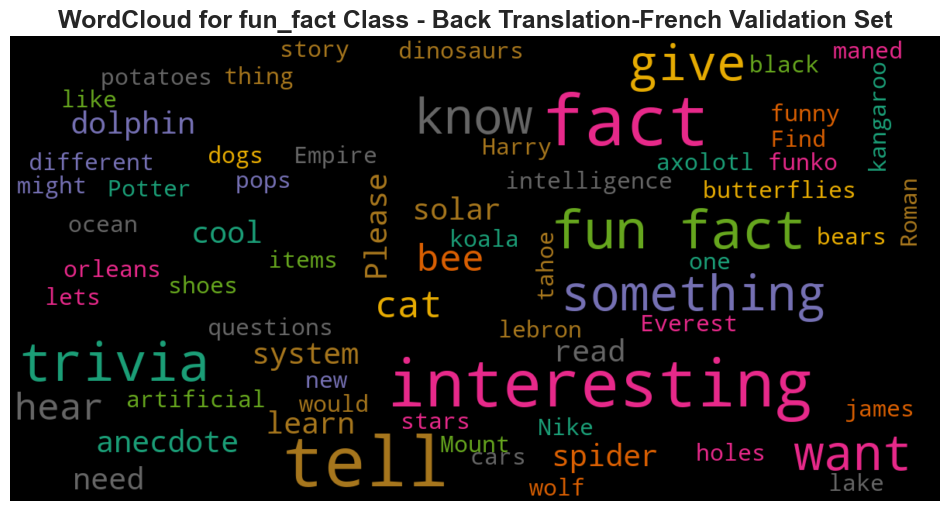 WordCloud for fun_fact Class - Back Translation-French Validation Set
story dinosaurs give maned
potatoes thing black
like know fact funny kangaroo
dolphin Harry Find
different dogs Empire axolotl funko
might Potter pops intelligence butterflies
Please solar Roman
ocean cool koala fun fact bears
orleans items bee tahoe one
lets shoes cat something
questions lebron Everest
trivia system read
new interesting
hear artificial would james
anecdote learn stars Nike
tell Mount cars spider holes want
need wolf lake